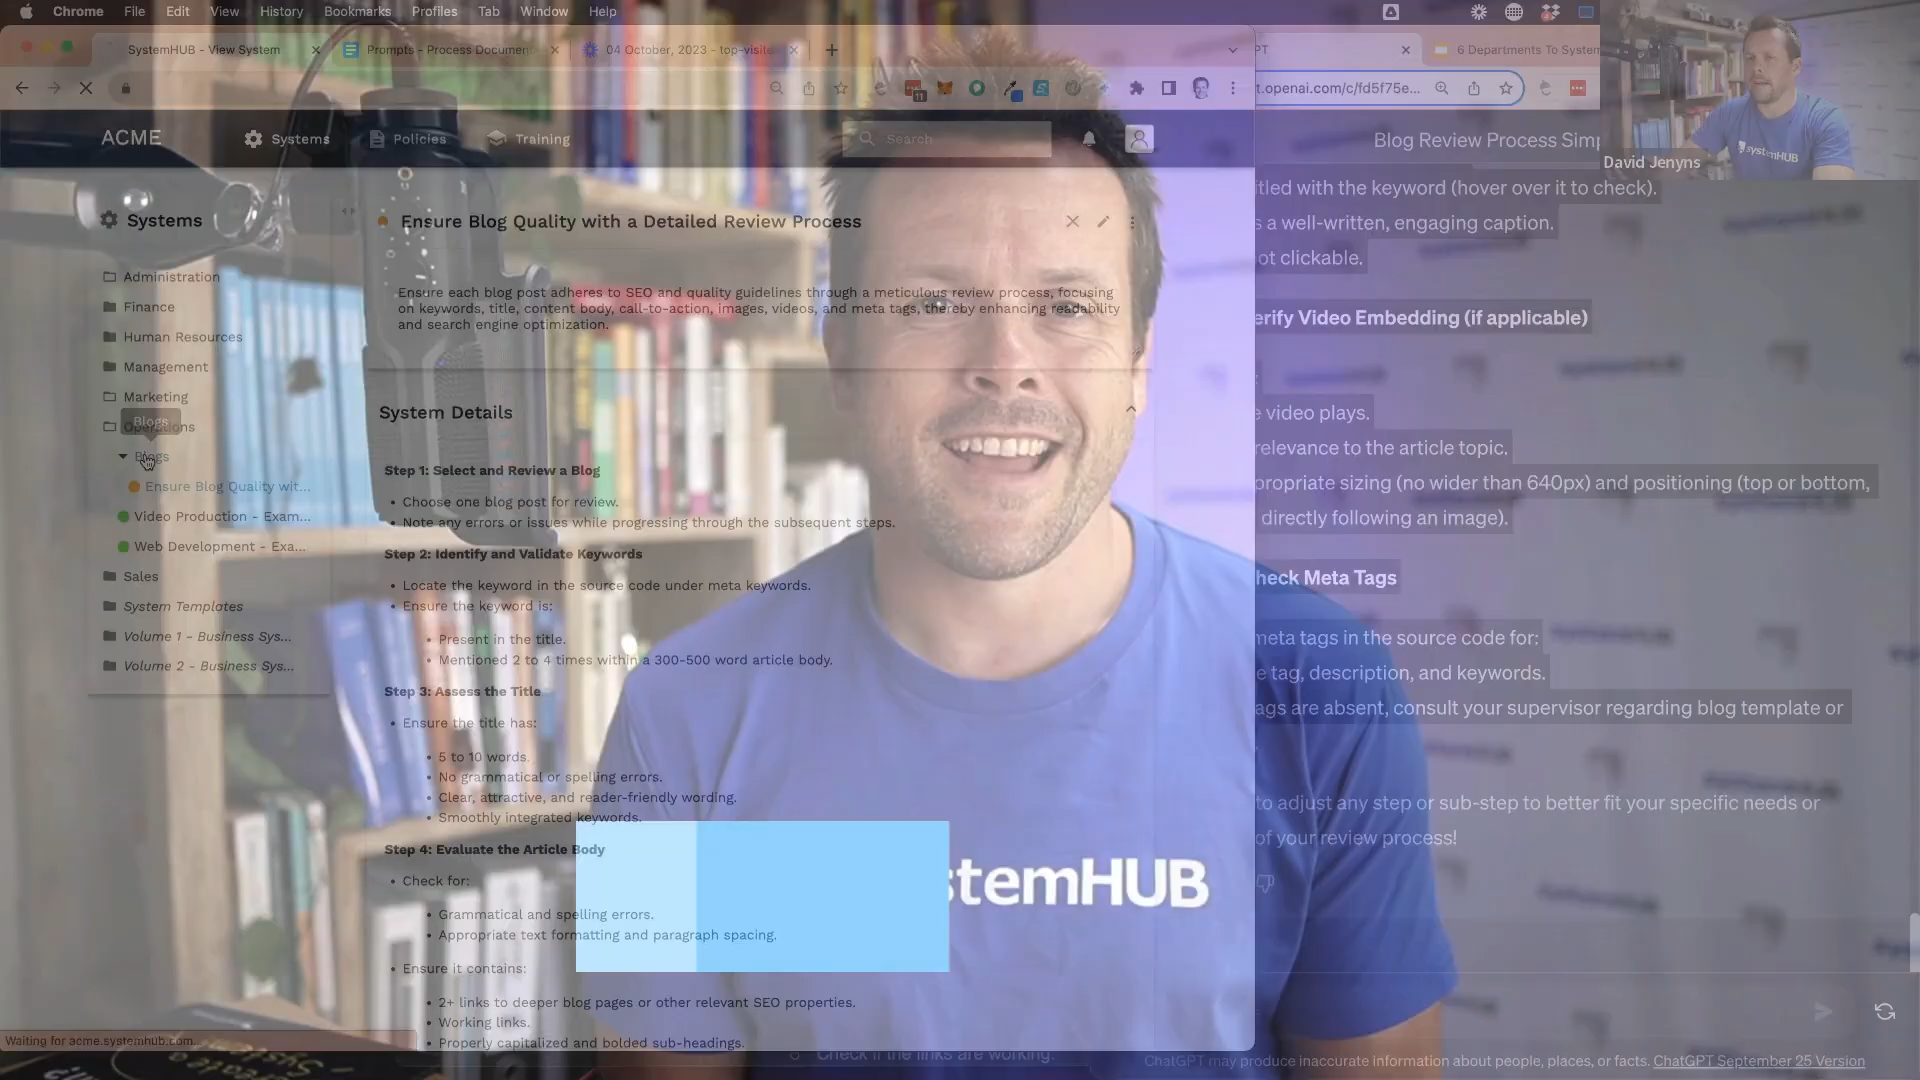 Chrome File Edit View History Bookmarks Profiles Tab Window Help
SystemHUB - View System
Prompts - Process Documen
04 October, 2023 - top-visite
PT
6 Departments To System
11
t.openai.com/c/fd5f75e...
ACME
Systems
Policies
Training
Search
Blog Review Process Simp
David Jenyns
systemHUB
Systems
Administration
Finance
Human Resources
Management
Marketing
Blogs
Operations
Blogs
Ensure Blog Quality wit...
Video Production - Exam...
Web Development - Exa...
Sales
System Templates
Volume 1 - Business Sys...
Volume 2 - Business Sys...
Ensure Blog Quality with a Detailed Review Process
Ensure each blog post adheres to SEO and quality guidelines through a meticulous review process, focusing
on keywords, title, content body, call-to-action, images, videos, and meta tags, thereby enhancing readability
and search engine optimization.
System Details
Step 1: Select and Review a Blog
• Choose one blog post for review.
• Note any errors or issues while progressing through the subsequent steps.
Step 2: Identify and Validate Keywords
• Locate the keyword in the source code under meta keywords.
• Ensure the keyword is:
• Present in the title.
• Mentioned 2 to 4 times within a 300-500 word article body.
Step 3: Assess the Title
• Ensure the title has:
• 5 to 10 words.
• No grammatical or spelling errors.
• Clear, attractive, and reader-friendly wording.
• Smoothly integrated keywords.
Step 4: Evaluate the Article Body
• Check for:
• Grammatical and spelling errors.
• Appropriate text formatting and paragraph spacing.
• Ensure it contains:
• 2+ links to deeper blog pages or other relevant SEO properties.
• Working links.
• Properly capitalized and bolded sub-headings.
Waiting for acme.systemhub.com...
stemHUB
itled with the keyword (hover over it to check).
s a well-written, engaging caption.
ot clickable.
erify Video Embedding (if applicable)
:
e video plays.
relevance to the article topic.
propriate sizing (no wider than 640px) and positioning (top or bottom,
directly following an image).
heck Meta Tags
meta tags in the source code for:
e tag, description, and keywords.
ags are absent, consult your supervisor regarding blog template or
to adjust any step or sub-step to better fit your specific needs or
of your review process!
Check if the links are working.
ChatGPT may produce inaccurate information about people, places, or facts. ChatGPT September 25 Version